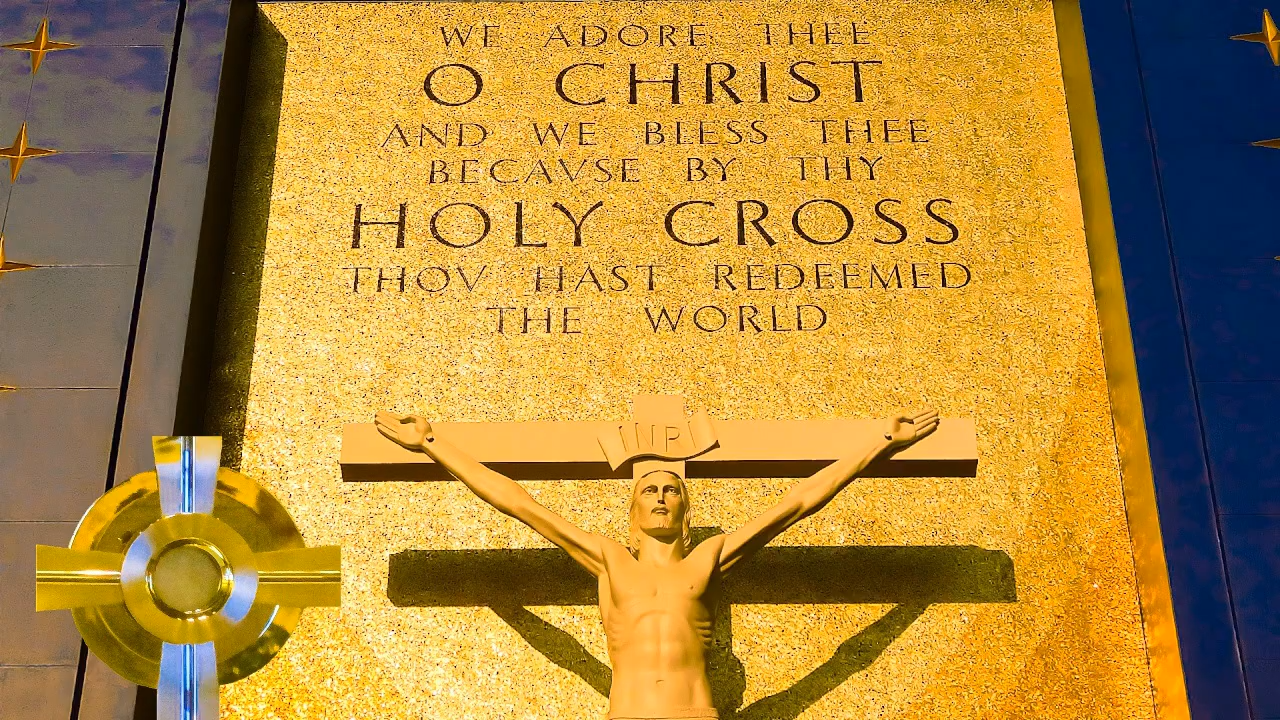 WE ADORE THEE
O CHRIST
AND WE BLESS THEE
BECAVSE BY THY
HOLY CROSS
THOV HAST REDEEMED
THE WORLD
INRI